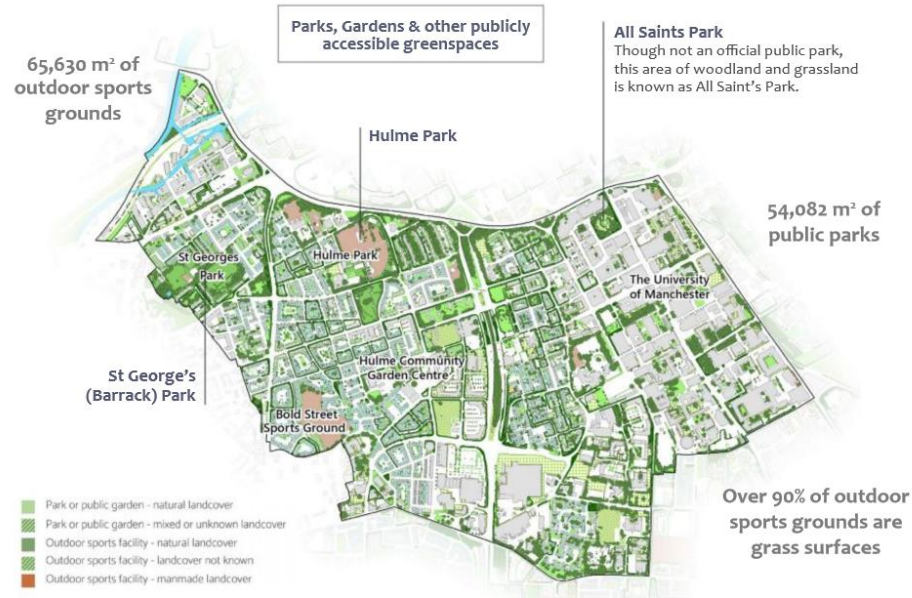 Parks, Gardens & other publicly
accessible greenspaces
All Saints Park
Though not an official public park,
this area of woodland and grassland
is known as All Saint's Park.
65,630 m² of
outdoor sports
grounds
Hulme Park
54,082 m² of
public parks
St Georges
Park
Hulme Park
The University
of Manchester
St George's
(Barrack) Park
Hulme Community
Garden Centre
Bold Street
Sports Ground
Over 90% of outdoor
sports grounds are
grass surfaces
Park or public garden - natural landcover
Park or public garden - mixed or unknown landcover
Outdoor sports facility - natural landcover
Outdoor sports facility - landcover not known
Outdoor sports facility - manmade landcover